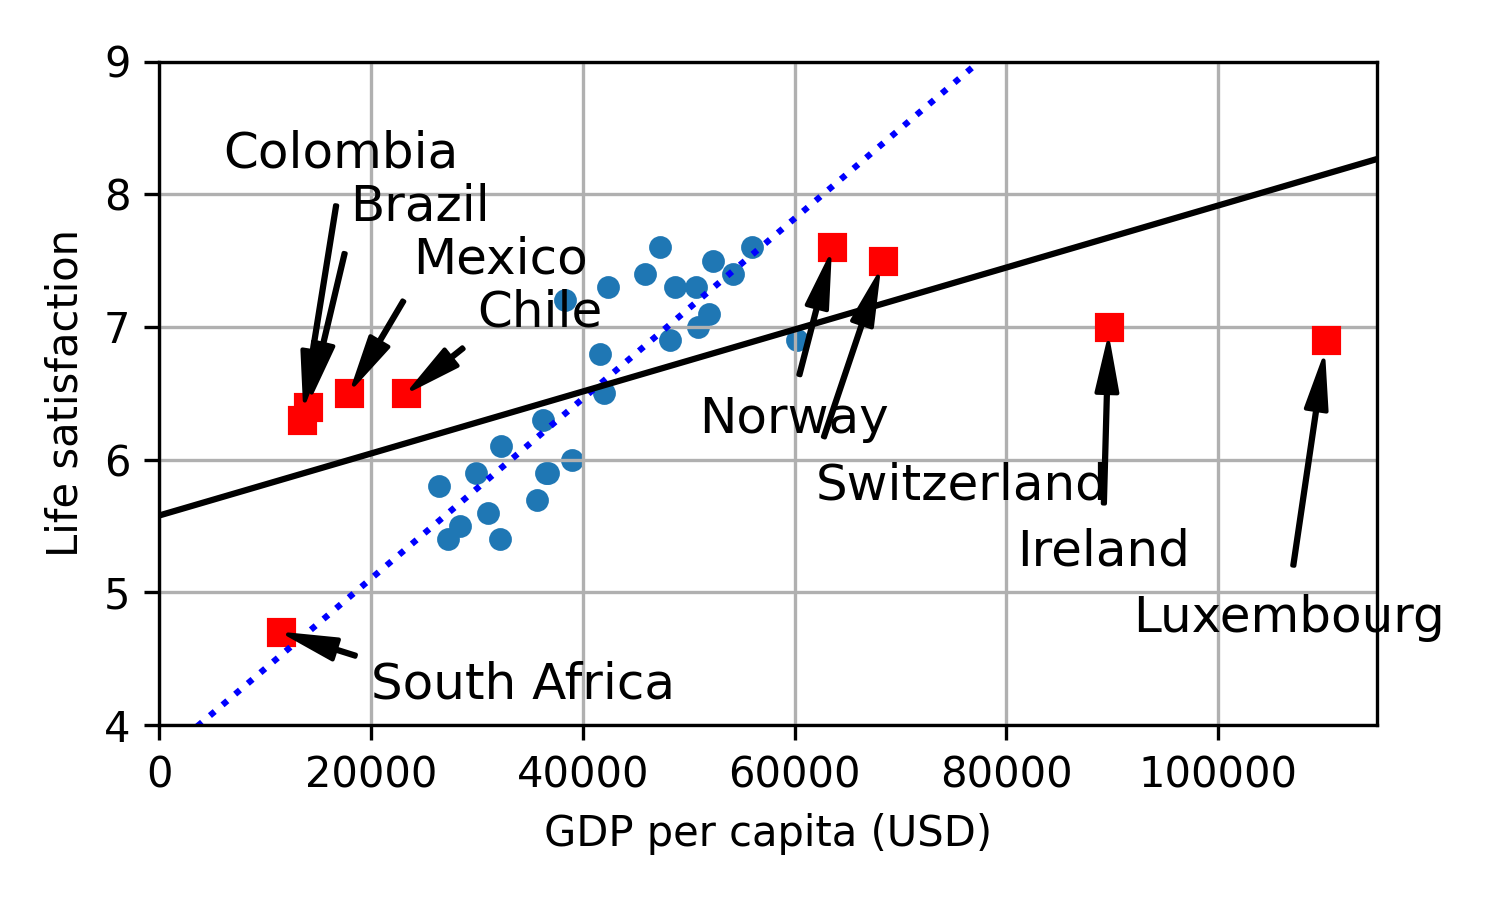 9
8
7
6
5
4
Life satisfaction
Colombia
Brazil
Mexico
Chile
Norway
Switzerland
Ireland
Luxembourg
South Africa
0 20000 40000 60000 80000 100000
GDP per capita (USD)